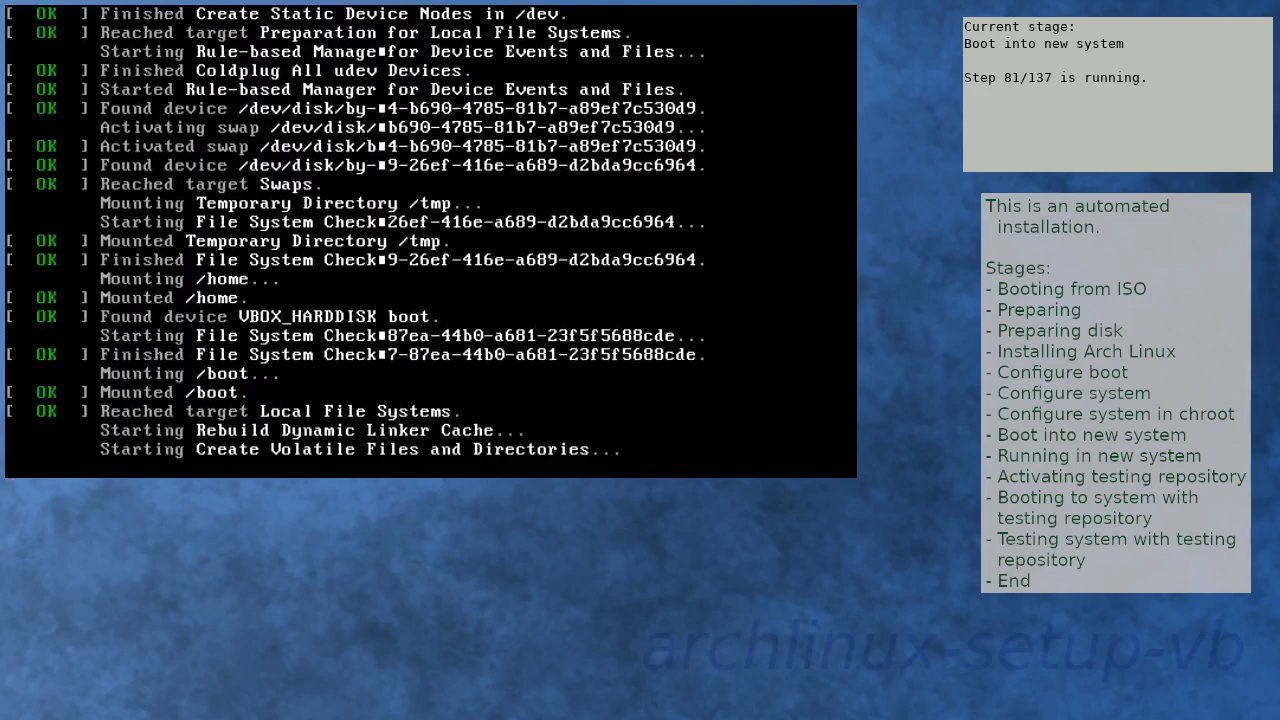 [  OK  ] Finished Create Static Device Nodes in /dev.
[  OK  ] Reached target Preparation for Local File Systems.
         Starting Rule-based Manage▪for Device Events and Files...
[  OK  ] Finished Coldplug All udev Devices.
[  OK  ] Started Rule-based Manager for Device Events and Files.
[  OK  ] Found device /dev/disk/by-▪4-b690-4785-81b7-a89ef7c530d9.
         Activating swap /dev/disk/▪b690-4785-81b7-a89ef7c530d9...
[  OK  ] Activated swap /dev/disk/b▪4-b690-4785-81b7-a89ef7c530d9.
[  OK  ] Found device /dev/disk/by-▪9-26ef-416e-a689-d2bda9cc6964.
[  OK  ] Reached target Swaps.
         Mounting Temporary Directory /tmp...
         Starting File System Check▪26ef-416e-a689-d2bda9cc6964...
[  OK  ] Mounted Temporary Directory /tmp.
[  OK  ] Finished File System Check▪9-26ef-416e-a689-d2bda9cc6964.
         Mounting /home...
[  OK  ] Mounted /home.
[  OK  ] Found device VBOX_HARDDISK boot.
         Starting File System Check▪87ea-44b0-a681-23f5f5688cde...
[  OK  ] Finished File System Check▪7-87ea-44b0-a681-23f5f5688cde.
         Mounting /boot...
[  OK  ] Mounted /boot.
[  OK  ] Reached target Local File Systems.
         Starting Rebuild Dynamic Linker Cache...
         Starting Create Volatile Files and Directories...
Current stage:
Boot into new system
Step 81/137 is running.
This is an automated
installation.
Stages:
- Booting from ISO
- Preparing
- Preparing disk
- Installing Arch Linux
- Configure boot
- Configure system
- Configure system in chroot
- Boot into new system
- Running in new system
- Activating testing repository
- Booting to system with
testing repository
- Testing system with testing
repository
- End
archlinux-setup-vb